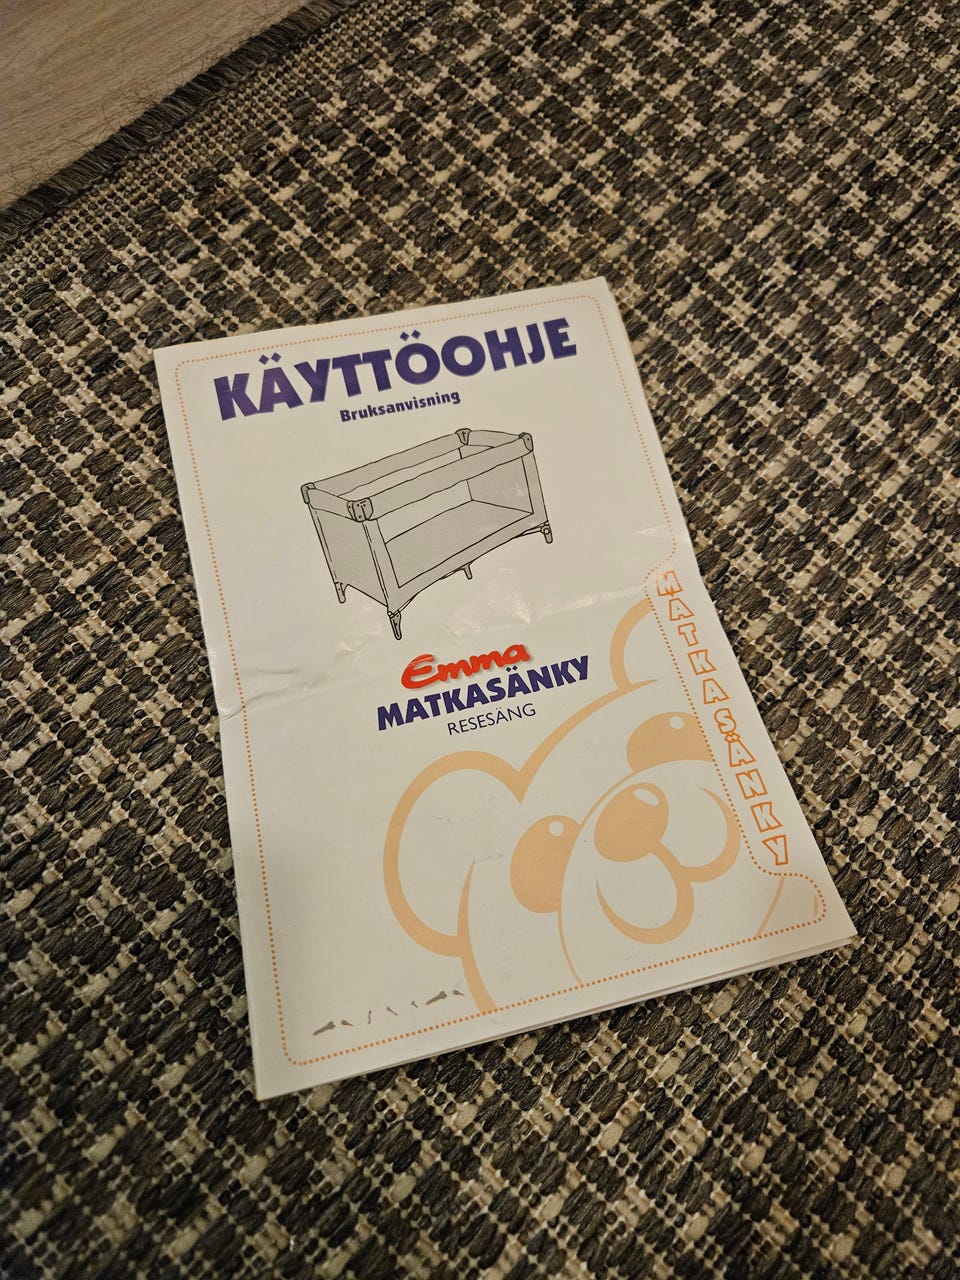 KÄYTTÖOHJE
Bruksanvisning
Emma
MATKASÄNKY
RESESÄNG
MATKASÄNKY